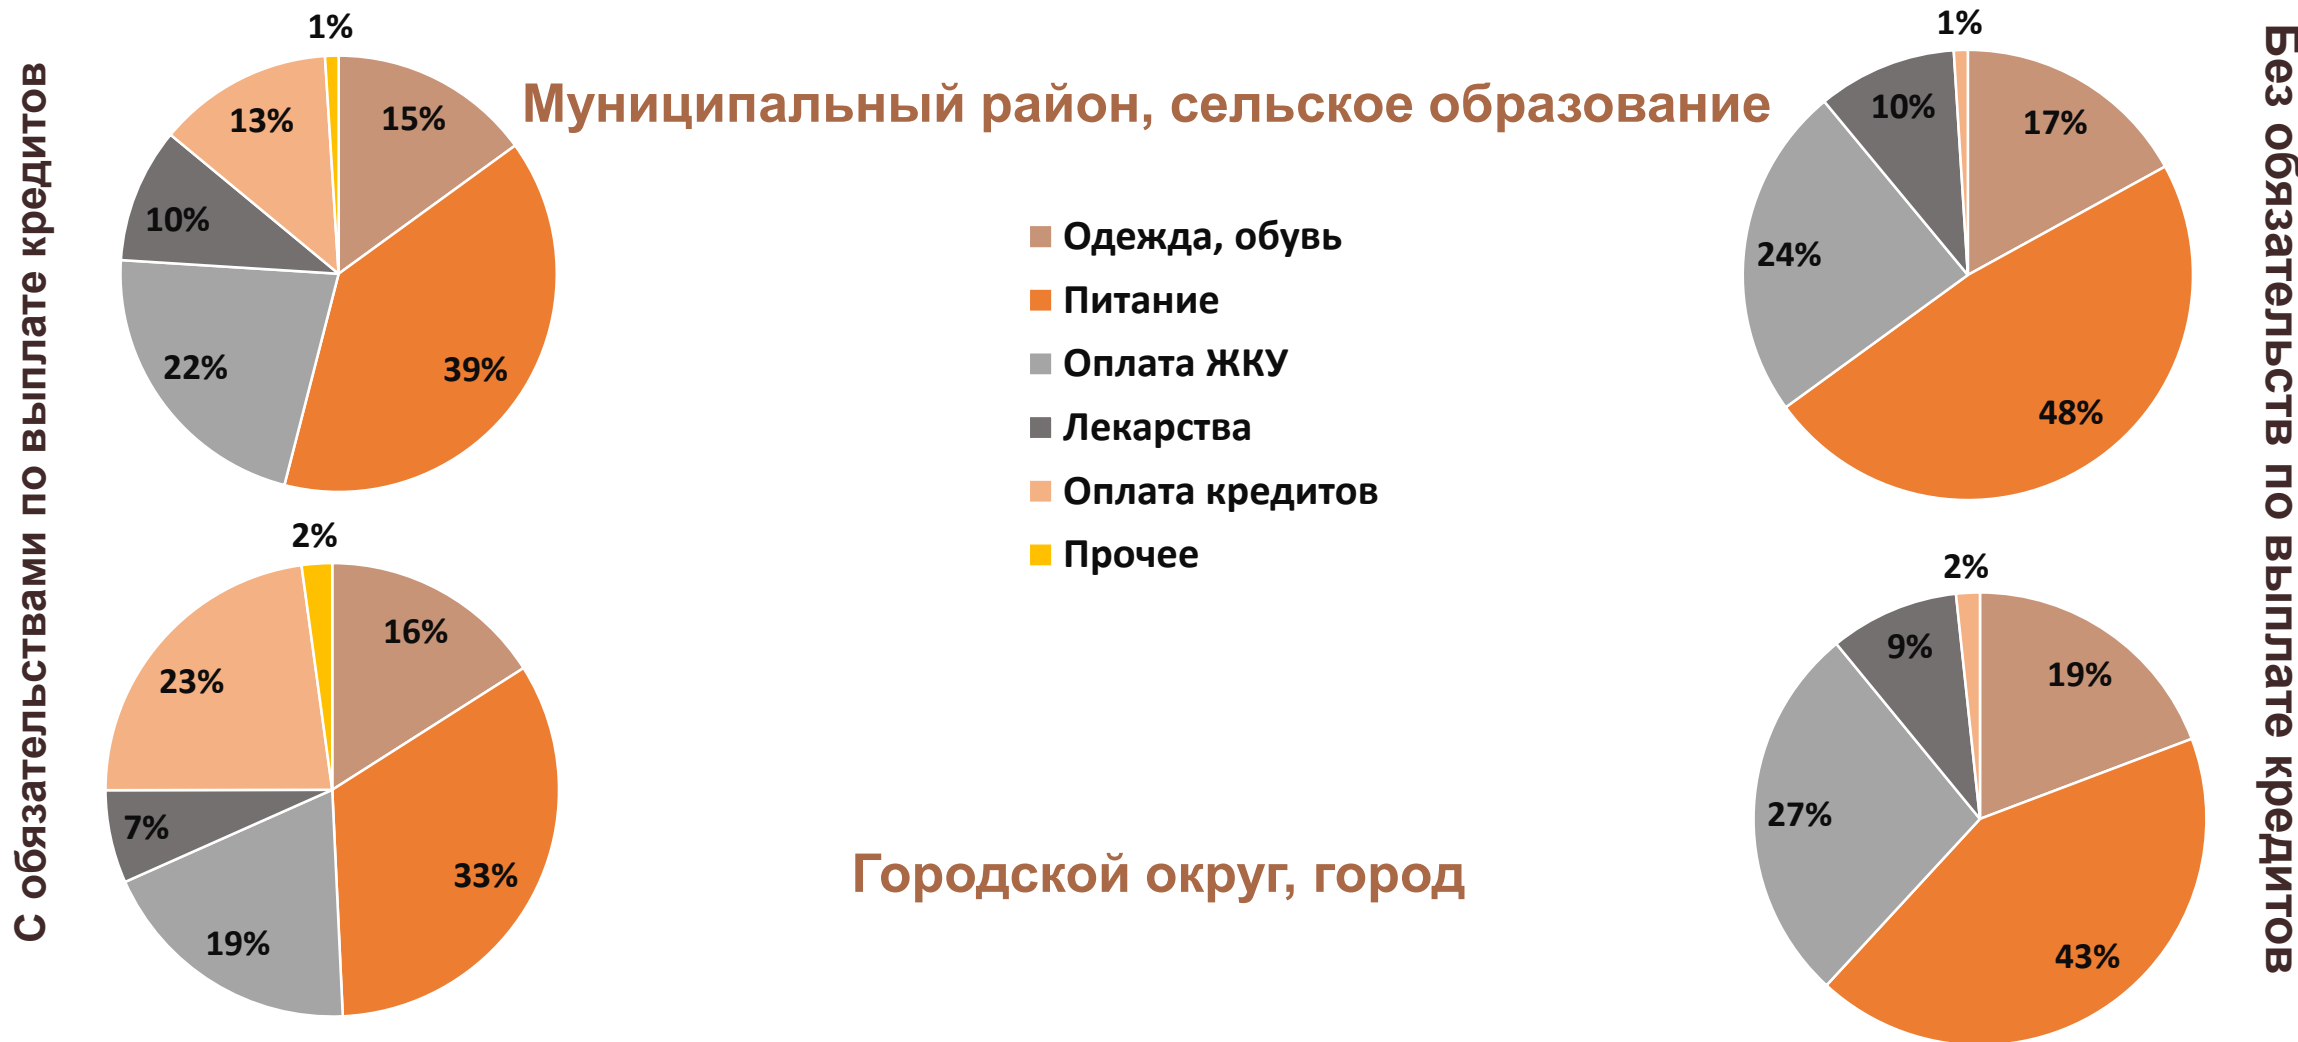 С обязательствами по выплате кредитов
1%
15%
39%
22%
10%
13%
Муниципальный район, сельское образование
Одежда, обувь
Питание
Оплата ЖКУ
Лекарства
Оплата кредитов
Прочее
1%
17%
48%
24%
10%
Без обязательств по выплате кредитов
2%
16%
33%
19%
7%
23%
Городской округ, город
2%
19%
43%
27%
9%